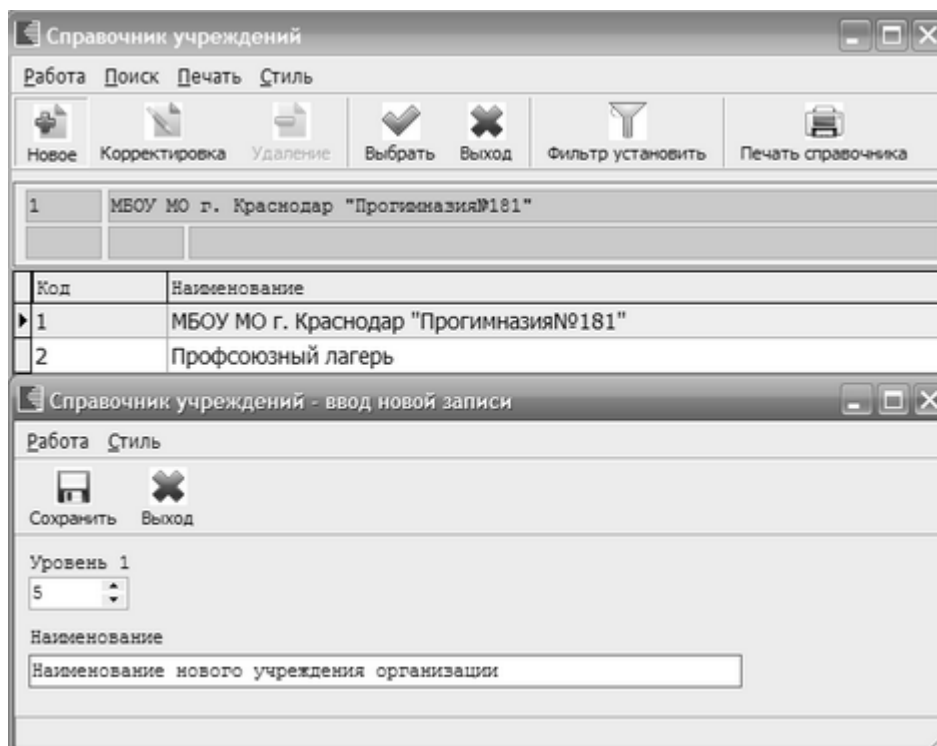 Справочник учреждений
Работа Поиск Печать Стиль
Новое Корректировка Удаление Выбрать Выход Фильтр установить Печать справочника
1 МБОУ МО г. Краснодар "Прогимназия№181"
Код Наименование
1 МБОУ МО г. Краснодар "Прогимназия№181"
2 Профсоюзный лагерь
Справочник учреждений - ввод новой записи
Работа Стиль
Сохранить Выход
Уровень 1
5
Наименование
Наименование нового учреждения организации